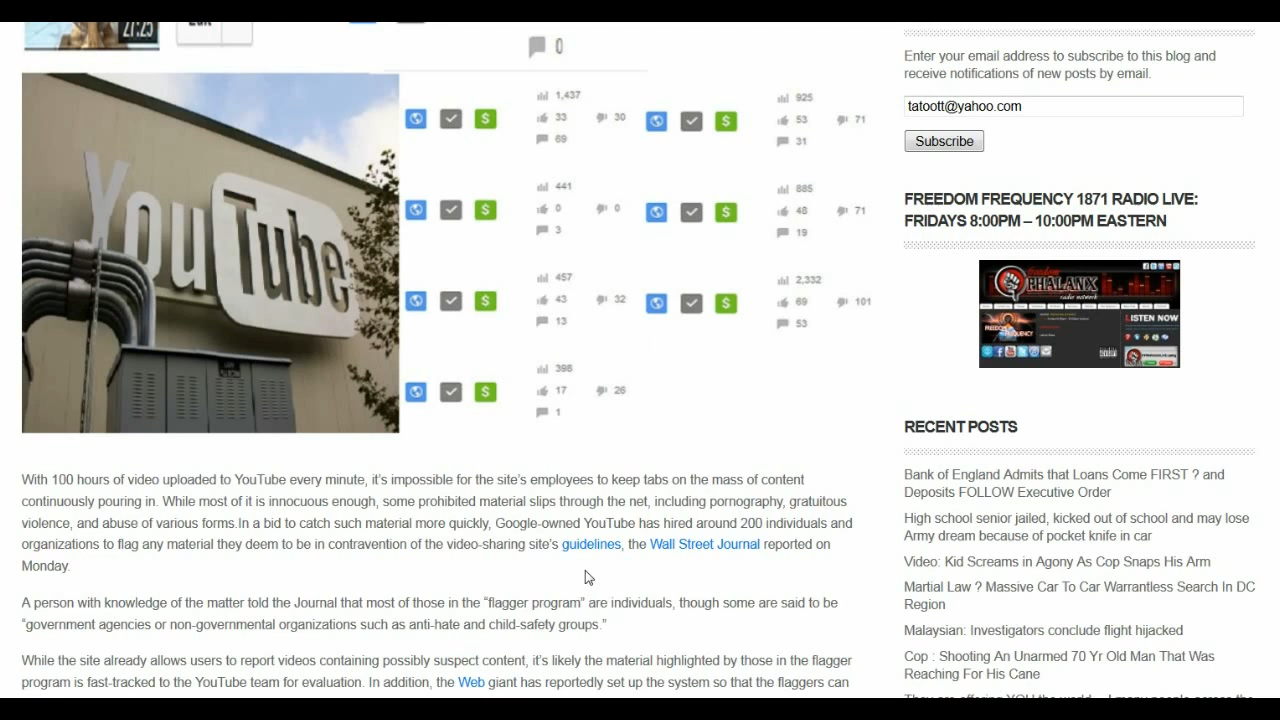 27:25
Edit
0
YouTube
1,437
33 30
69
925
53 71
31
441
0 0
3
885
48 71
19
457
43 32
13
2,332
69 101
53
398
17 26
1
With 100 hours of video uploaded to YouTube every minute, it's impossible for the site's employees to keep tabs on the mass of content
continuously pouring in. While most of it is innocuous enough, some prohibited material slips through the net, including pornography, gratuitous
violence, and abuse of various forms.In a bid to catch such material more quickly, Google-owned YouTube has hired around 200 individuals and
organizations to flag any material they deem to be in contravention of the video-sharing site's guidelines, the Wall Street Journal reported on
Monday.
A person with knowledge of the matter told the Journal that most of those in the “flagger program” are individuals, though some are said to be
“government agencies or non-governmental organizations such as anti-hate and child-safety groups.”
While the site already allows users to report videos containing possibly suspect content, it's likely the material highlighted by those in the flagger
program is fast-tracked to the YouTube team for evaluation. In addition, the Web giant has reportedly set up the system so that the flaggers can
Enter your email address to subscribe to this blog and
receive notifications of new posts by email.
tatoott@yahoo.com
Subscribe
FREEDOM FREQUENCY 1871 RADIO LIVE:
FRIDAYS 8:00PM – 10:00PM EASTERN
freedom
PHALANX
radio network
LISTEN NOW
FREEDOM
FREQUENCY
RECENT POSTS
Bank of England Admits that Loans Come FIRST ? and
Deposits FOLLOW Executive Order
High school senior jailed, kicked out of school and may lose
Army dream because of pocket knife in car
Video: Kid Screams in Agony As Cop Snaps His Arm
Martial Law ? Massive Car To Car Warrantless Search In DC
Region
Malaysian: Investigators conclude flight hijacked
Cop : Shooting An Unarmed 70 Yr Old Man That Was
Reaching For His Cane
They are offering YOU the world